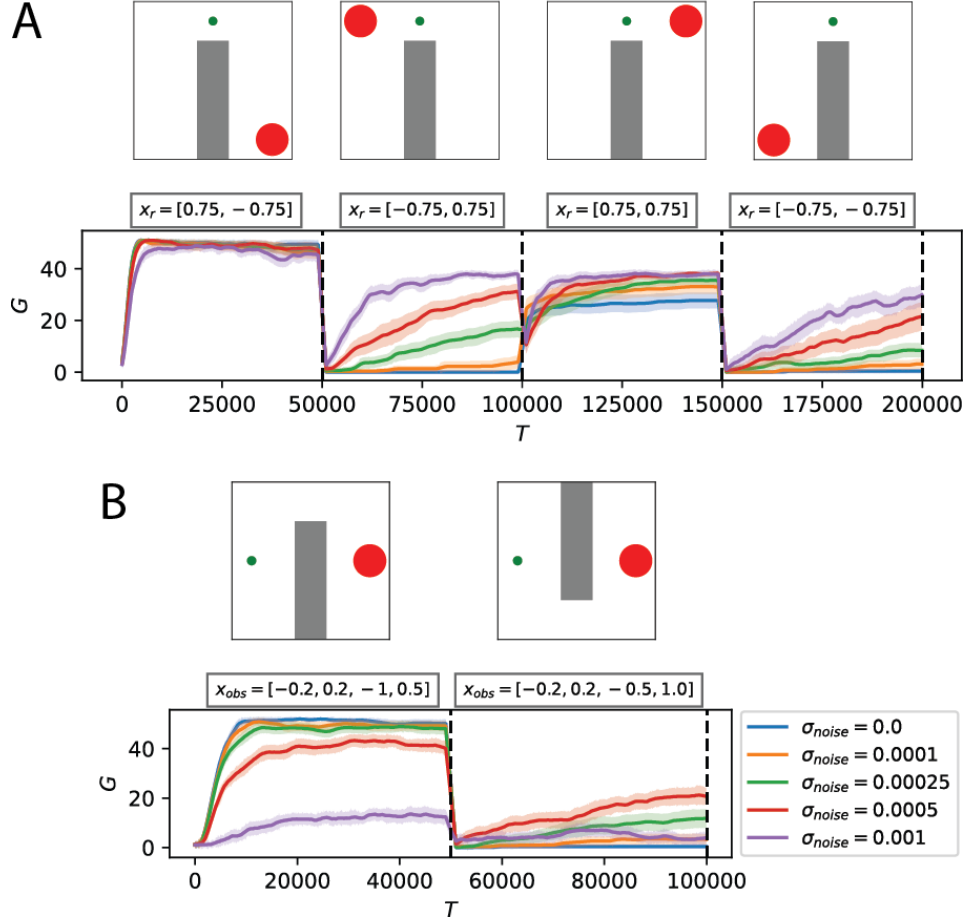 A
x_r = [0.75, −0.75]
x_r = [−0.75, 0.75]
x_r = [0.75, 0.75]
x_r = [−0.75, −0.75]
G
40
20
0
0 25000 50000 75000 100000 125000 150000 175000 200000
T
B
x_obs = [−0.2, 0.2, −1, 0.5]
x_obs = [−0.2, 0.2, −0.5, 1.0]
G
40
20
0
0 20000 40000 60000 80000 100000
T
σ_noise = 0.0
σ_noise = 0.0001
σ_noise = 0.00025
σ_noise = 0.0005
σ_noise = 0.001